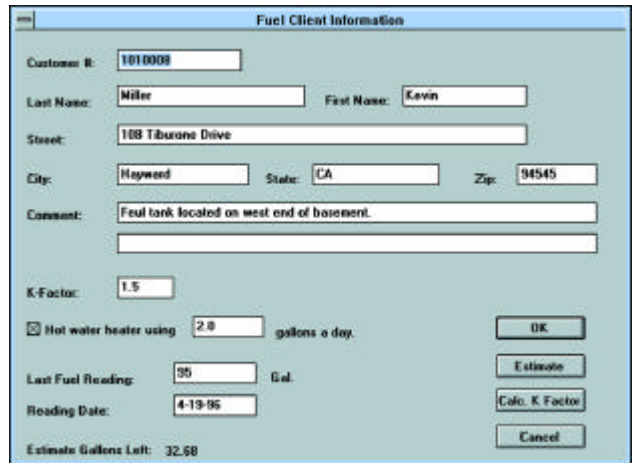 Fuel Client Information
Customer #: 1010008
Last Name: Miller First Name: Kevin
Street: 108 Tiburone Drive
City: Hayward State: CA Zip: 94545
Comment: Feul tank located on west end of basement.
K-Factor: 1.5
Hot water heater using 2.0 gallons a day.
OK
Last Fuel Reading: 95 Gal.
Estimate
Reading Date: 4-19-96
Calc. K Factor
Cancel
Estimate Gallons Left: 32.68